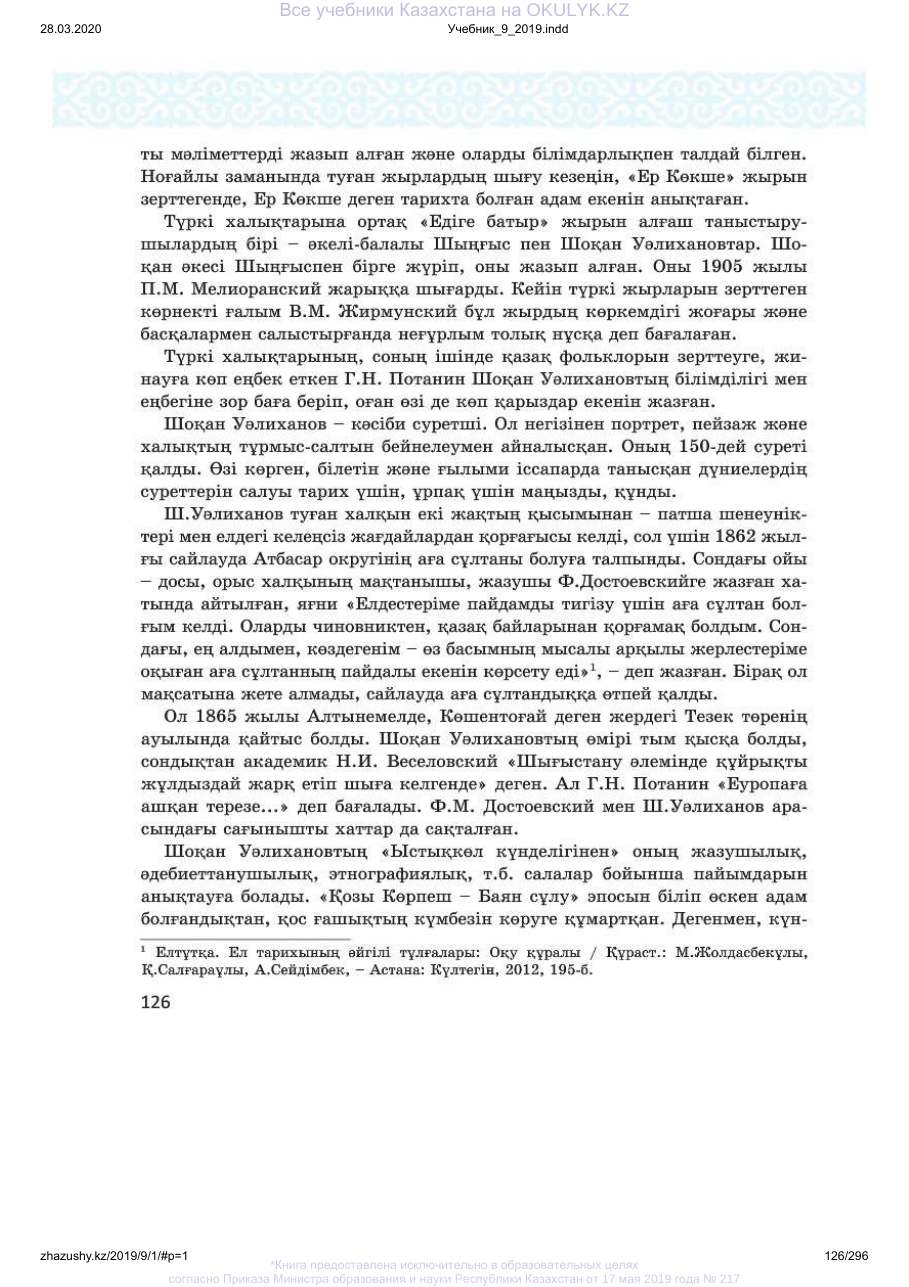 Все учебники Казахстана на OKULYK.KZ
28.03.2020 Учебник_9_2019.indd
ты мәліметтерді жазып алған және оларды білімдарлықпен талдай білген.
Ноғайлы заманында туған жырлардың шығу кезеңін, «Ер Көкше» жырын
зерттегенде, Ер Көкше деген тарихта болған адам екенін анықтаған.
Түркі халықтарына ортақ «Едіге батыр» жырын алғаш таныстыру-
шылардың бірі – әкелі-балалы Шыңғыс пен Шоқан Уәлихановтар. Шо-
қан әкесі Шыңғыспен бірге жүріп, оны жазып алған. Оны 1905 жылы
П.М. Мелиоранский жарыққа шығарды. Кейін түркі жырларын зерттеген
көрнекті ғалым В.М. Жирмунский бұл жырдың көркемдігі жоғары және
басқалармен салыстырғанда неғұрлым толық нұсқа деп бағалаған.
Түркі халықтарының, соның ішінде қазақ фольклорын зерттеуге, жи-
науға көп еңбек еткен Г.Н. Потанин Шоқан Уәлихановтың білімділігі мен
еңбегіне зор баға беріп, оған өзі де көп қарыздар екенін жазған.
Шоқан Уәлиханов – кәсіби суретші. Ол негізінен портрет, пейзаж және
халықтың тұрмыс-салтын бейнелеумен айналысқан. Оның 150-дей суреті
қалды. Өзі көрген, білетін және ғылыми іссапарда танысқан дүниелердің
суреттерін салуы тарих үшін, ұрпақ үшін маңызды, құнды.
Ш.Уәлиханов туған халқын екі жақтың қысымынан – патша шенеунік-
тері мен елдегі келеңсіз жағдайлардан қорғағысы келді, сол үшін 1862 жыл-
ғы сайлауда Атбасар округінің аға сұлтаны болуға талпынды. Сондағы ойы
– досы, орыс халқының мақтанышы, жазушы Ф.Достоевскийге жазған ха-
тында айтылған, яғни «Елдестеріме пайдамды тигізу үшін аға сұлтан бол-
ғым келді. Оларды чиновниктен, қазақ байларынан қорғамақ болдым. Сон-
дағы, ең алдымен, көздегенім – өз басымның мысалы арқылы жерлестеріме
оқыған аға сұлтанның пайдалы екенін көрсету еді»¹, – деп жазған. Бірақ ол
мақсатына жете алмады, сайлауда аға сұлтандыққа өтпей қалды.
Ол 1865 жылы Алтынемелде, Көшентоғай деген жердегі Тезек төренің
ауылында қайтыс болды. Шоқан Уәлихановтың өмірі тым қысқа болды,
сондықтан академик Н.И. Веселовский «Шығыстану әлемінде құйрықты
жұлдыздай жарқ етіп шыға келгенде» деген. Ал Г.Н. Потанин «Еуропаға
ашқан терезе...» деп бағалады. Ф.М. Достоевский мен Ш.Уәлиханов ара-
сындағы сағынышты хаттар да сақталған.
Шоқан Уәлихановтың «Ыстықкөл күнделігінен» оның жазушылық,
әдебиеттанушылық, этнографиялық, т.б. салалар бойынша пайымдарын
анықтауға болады. «Қозы Көрпеш – Баян сұлу» эпосын біліп өскен адам
болғандықтан, қос ғашықтың күмбезін көруге құмартқан. Дегенмен, күн-
¹ Елтұтқа. Ел тарихының әйгілі тұлғалары: Оқу құралы / Құраст.: М.Жолдасбекұлы,
Қ.Салғараұлы, А.Сейдімбек, – Астана: Күлтегін, 2012, 195-б.
126
zhazushy.kz/2019/9/1/#p=1 126/296
*Книга предоставлена исключительно в образовательных целях
согласно Приказа Министра образования и науки Республики Казахстан от 17 мая 2019 года № 217